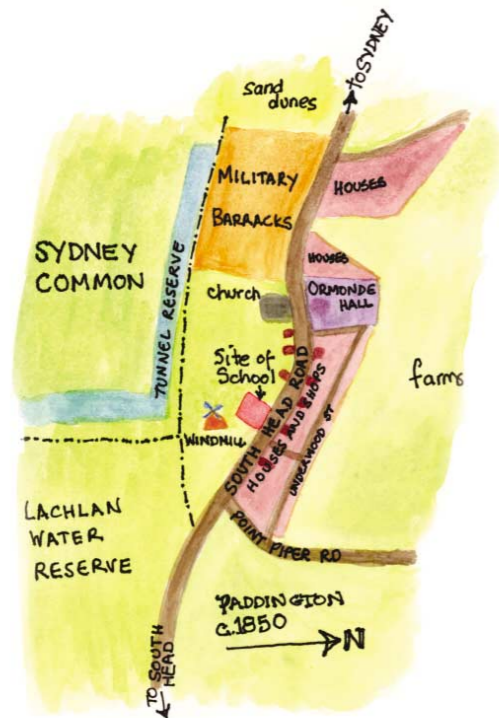 to SYDNEY
sand
dunes
MILITARY
BARRACKS
HOUSES
SYDNEY
COMMON
TUNNEL RESERVE
HOUSES
church
ORMONDE
HALL
Site of
School
farms
SOUTH HEAD ROAD
HOUSES AND SHOPS
UNDERWOOD ST
WINDMILL
LACHLAN
WATER
RESERVE
POINT PIPER RD
PADDINGTON
c.1850
N
TO SOUTH
HEAD